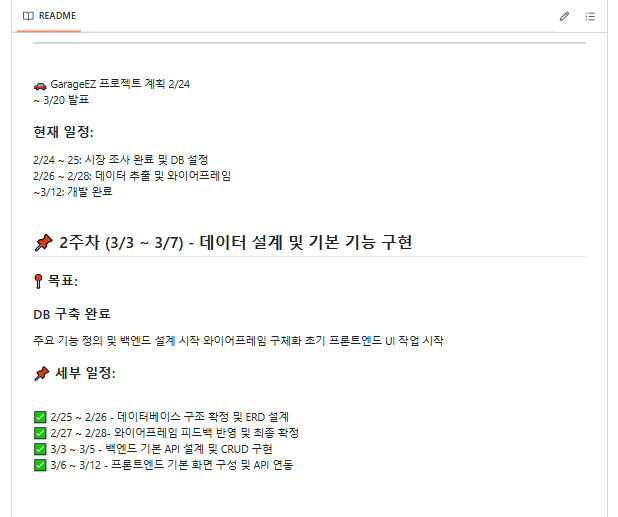 README
🚗 GarageEZ 프로젝트 계획 2/24
~ 3/20 발표
현재 일정:
2/24 ~ 25: 시장 조사 완료 및 DB 설정
2/26 ~ 2/28: 데이터 추출 및 와이어프레임
~3/12: 개발 완료
📌 2주차 (3/3 ~ 3/7) - 데이터 설계 및 기본 기능 구현
📍 목표:
DB 구축 완료
주요 기능 정의 및 백엔드 설계 시작 와이어프레임 구체화 초기 프론트엔드 UI 작업 시작
📌 세부 일정:
✅ 2/25 ~ 2/26 - 데이터베이스 구조 확정 및 ERD 설계
✅ 2/27 ~ 2/28- 와이어프레임 피드백 반영 및 최종 확정
✅ 3/3 ~ 3/5 - 백엔드 기본 API 설계 및 CRUD 구현
✅ 3/6 ~ 3/12 - 프론트엔드 기본 화면 구성 및 API 연동